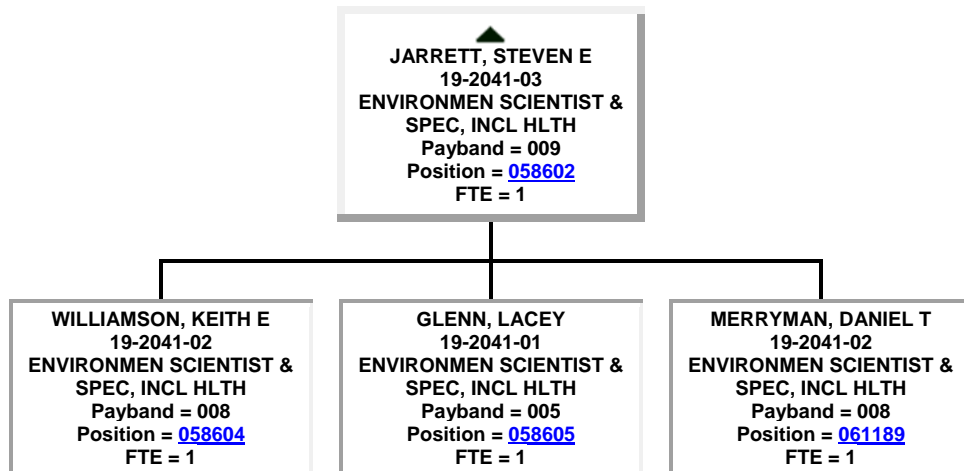 JARRETT, STEVEN E
19-2041-03
ENVIRONMEN SCIENTIST &
SPEC, INCL HLTH
Payband = 009
Position = 058602
FTE = 1
WILLIAMSON, KEITH E
19-2041-02
ENVIRONMEN SCIENTIST &
SPEC, INCL HLTH
Payband = 008
Position = 058604
FTE = 1
GLENN, LACEY
19-2041-01
ENVIRONMEN SCIENTIST &
SPEC, INCL HLTH
Payband = 005
Position = 058605
FTE = 1
MERRYMAN, DANIEL T
19-2041-02
ENVIRONMEN SCIENTIST &
SPEC, INCL HLTH
Payband = 008
Position = 061189
FTE = 1